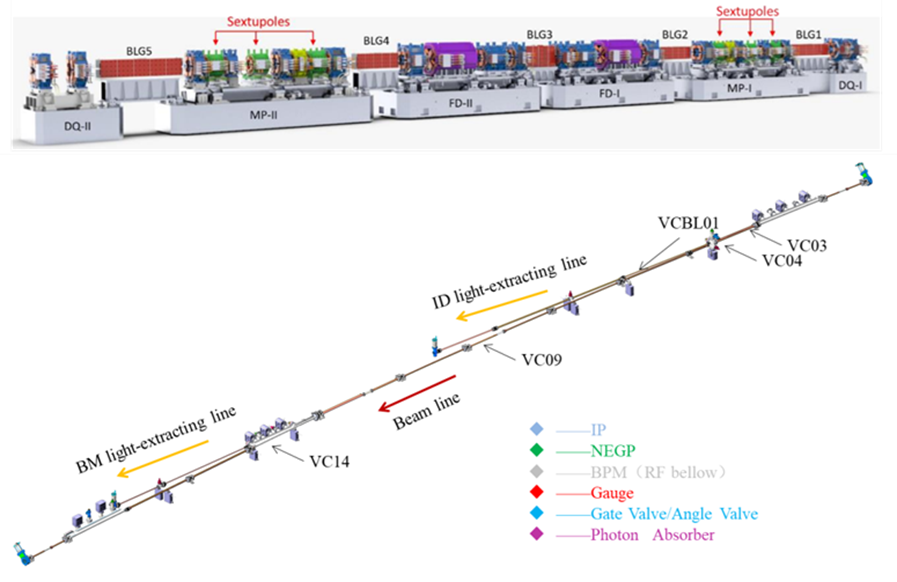 Sextupoles
Sextupoles
BLG5
BLG4
BLG3
BLG2
BLG1
DQ-II
MP-II
FD-II
FD-I
MP-I
DQ-I
VCBL01
VC03
VC04
ID light-extracting line
VC09
Beam line
BM light-extracting line
VC14
IP
NEGP
BPM（RF bellow）
Gauge
Gate Valve/Angle Valve
Photon Absorber